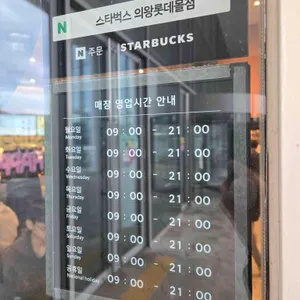 N 스타벅스 의왕롯데몰점
N 주문 | STARBUCKS
매장 영업시간 안내
월요일 Monday 09:00 - 21:00
화요일 Tuesday 09:00 - 21:00
수요일 Wednesday 09:00 - 21:00
목요일 Thursday 09:00 - 21:00
금요일 Friday 09:00 - 21:00
토요일 Saturday 09:00 - 21:00
일요일 Sunday 09:00 - 21:00
공휴일 National holiday 09:00 - 21:00